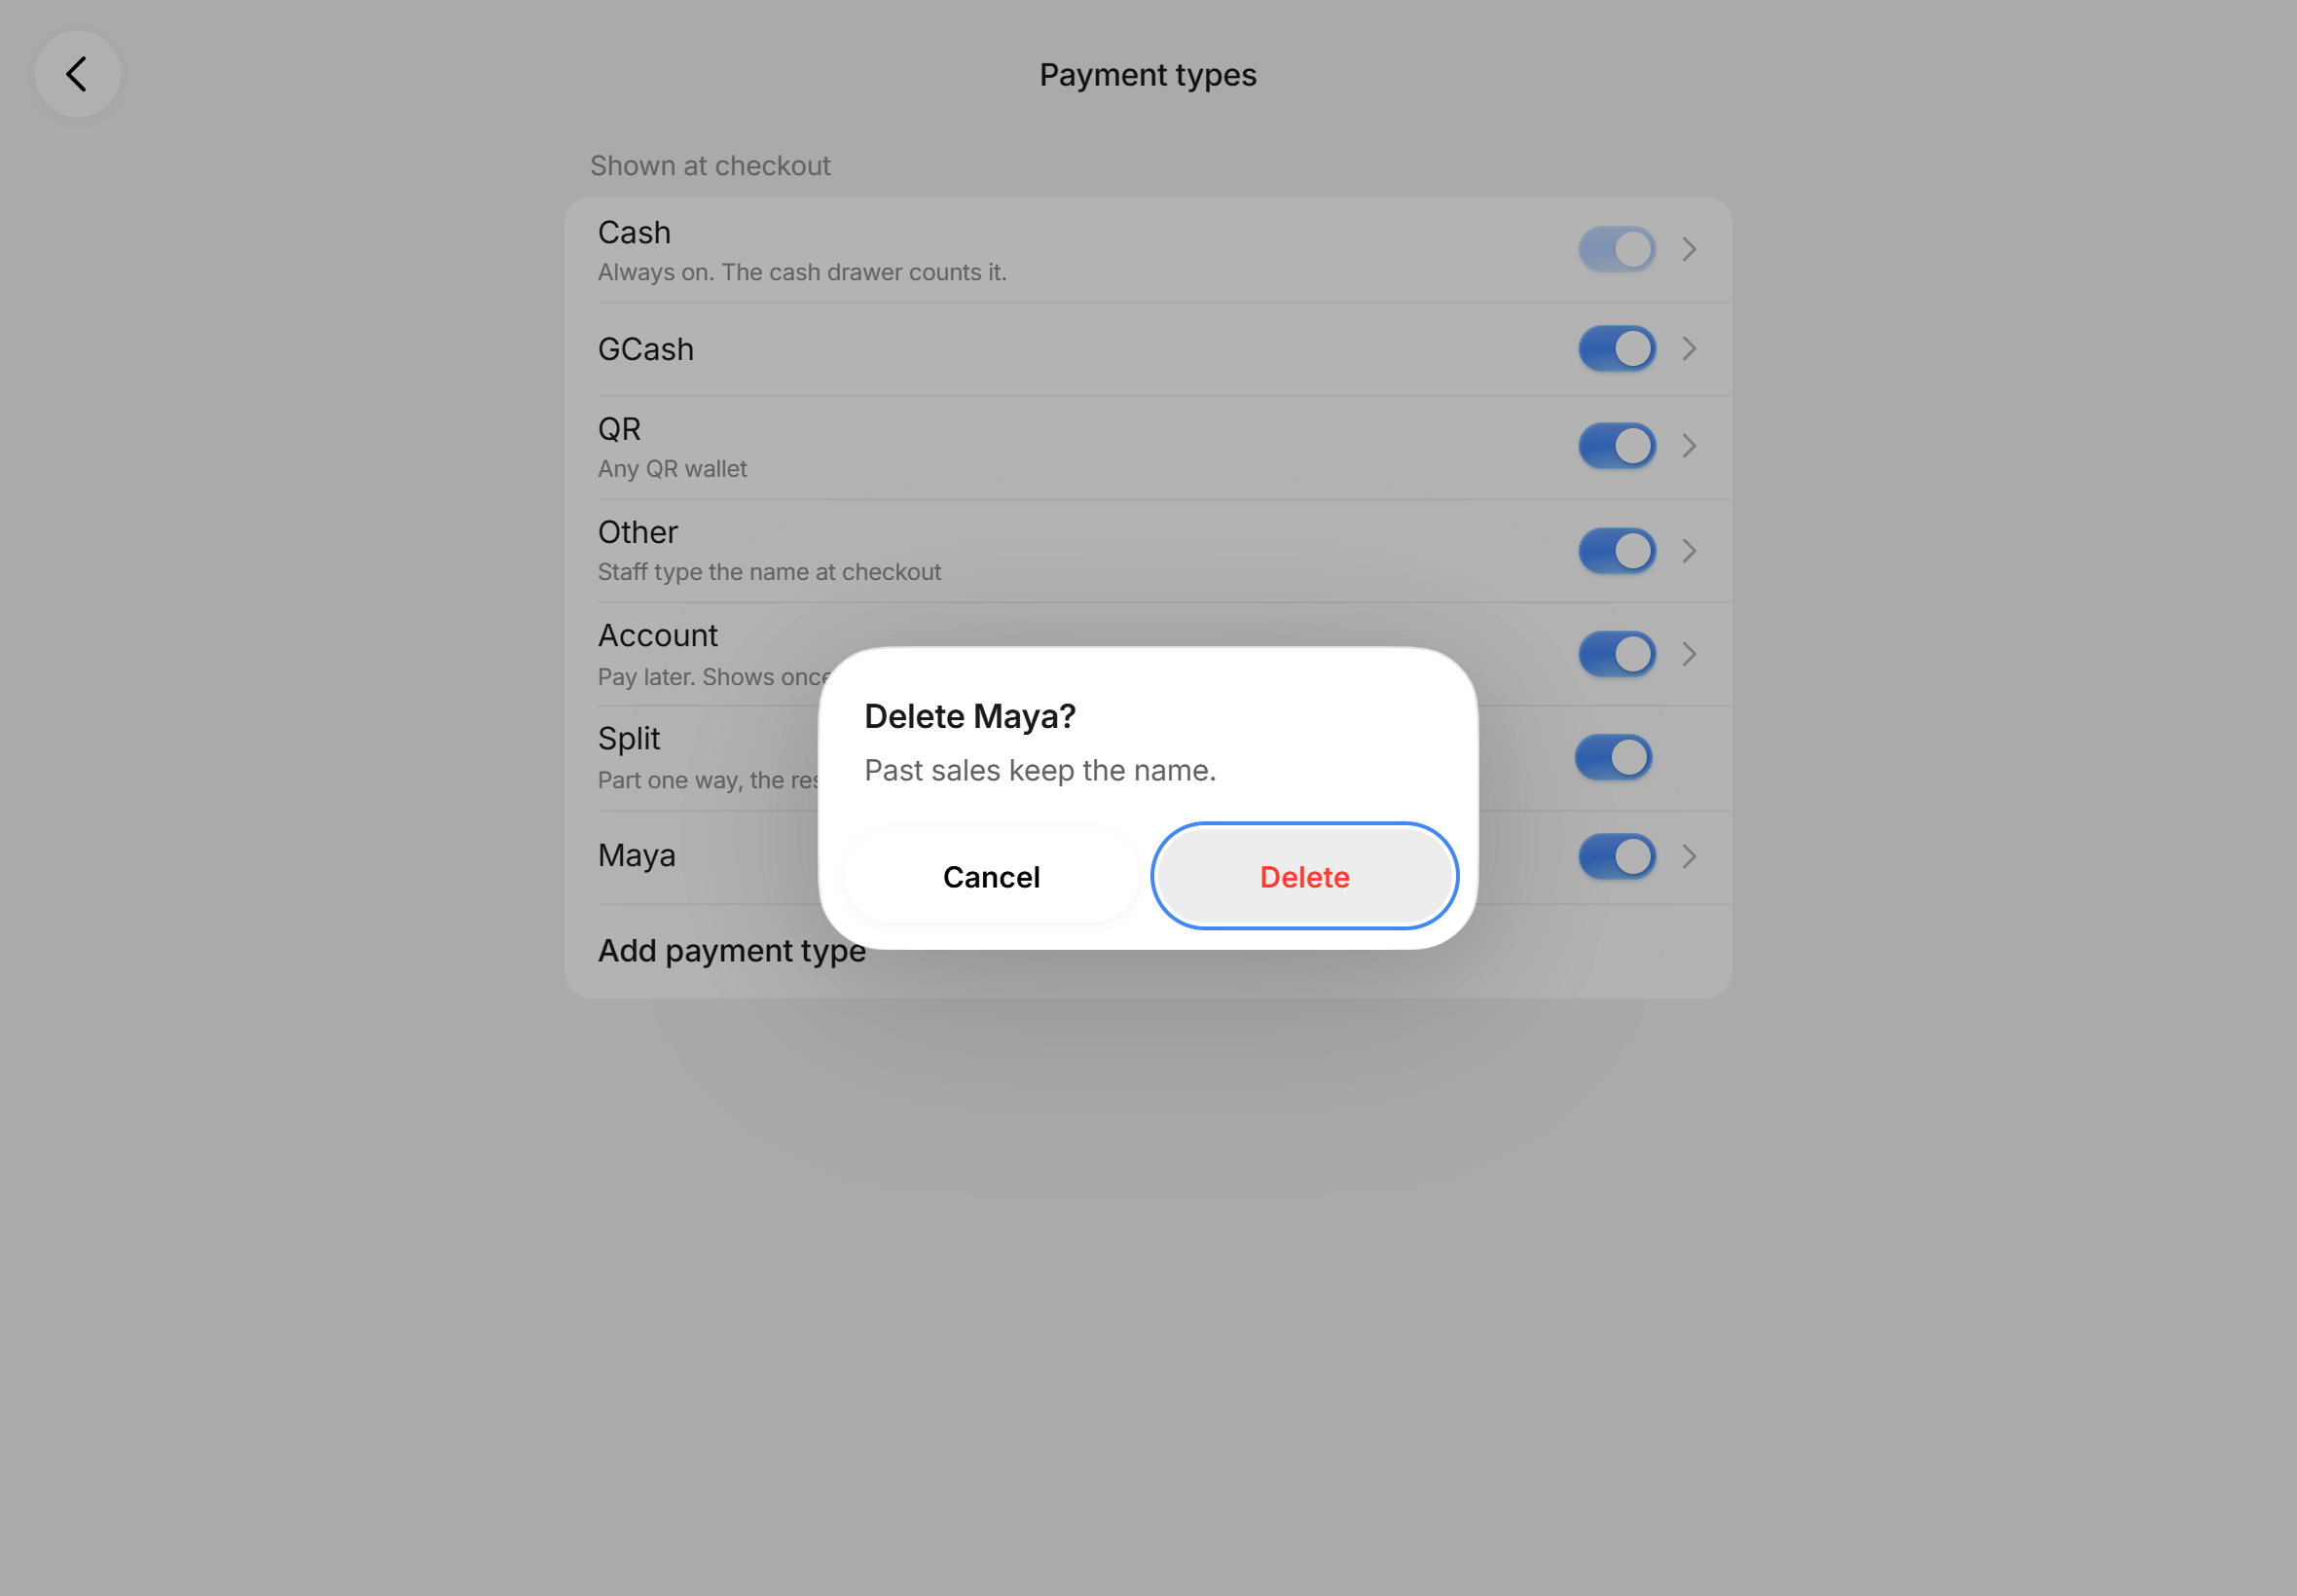 Payment types
Shown at checkout
Cash
Always on. The cash drawer counts it.
GCash
QR
Any QR wallet
Other
Staff type the name at checkout
Account
Pay later. Shows once
Split
Part one way, the
Maya
Add payment type
Delete Maya?
Past sales keep the name.
Cancel
Delete